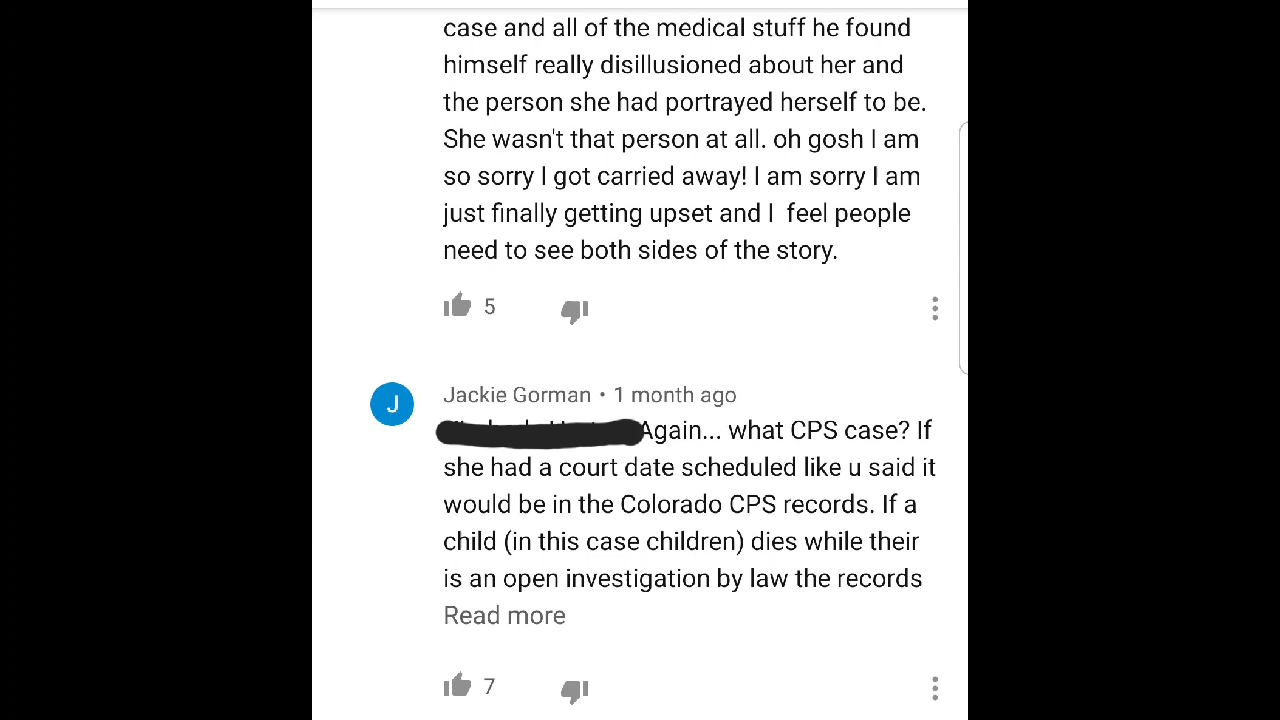 case and all of the medical stuff he found
himself really disillusioned about her and
the person she had portrayed herself to be.
She wasn't that person at all. oh gosh I am
so sorry I got carried away! I am sorry I am
just finally getting upset and I  feel people
need to see both sides of the story.
5
J
Jackie Gorman • 1 month ago
Again... what CPS case? If
she had a court date scheduled like u said it
would be in the Colorado CPS records. If a
child (in this case children) dies while their
is an open investigation by law the records
Read more
7